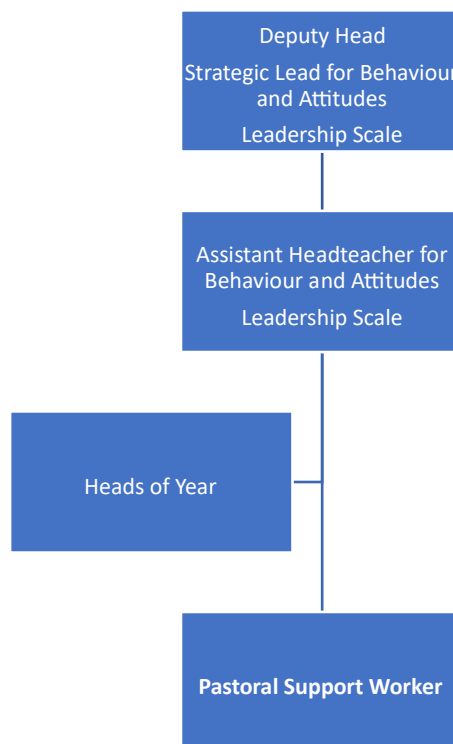 Deputy Head
Strategic Lead for Behaviour
and Attitudes
Leadership Scale
Assistant Headteacher for
Behaviour and Attitudes
Leadership Scale
Heads of Year
Pastoral Support Worker